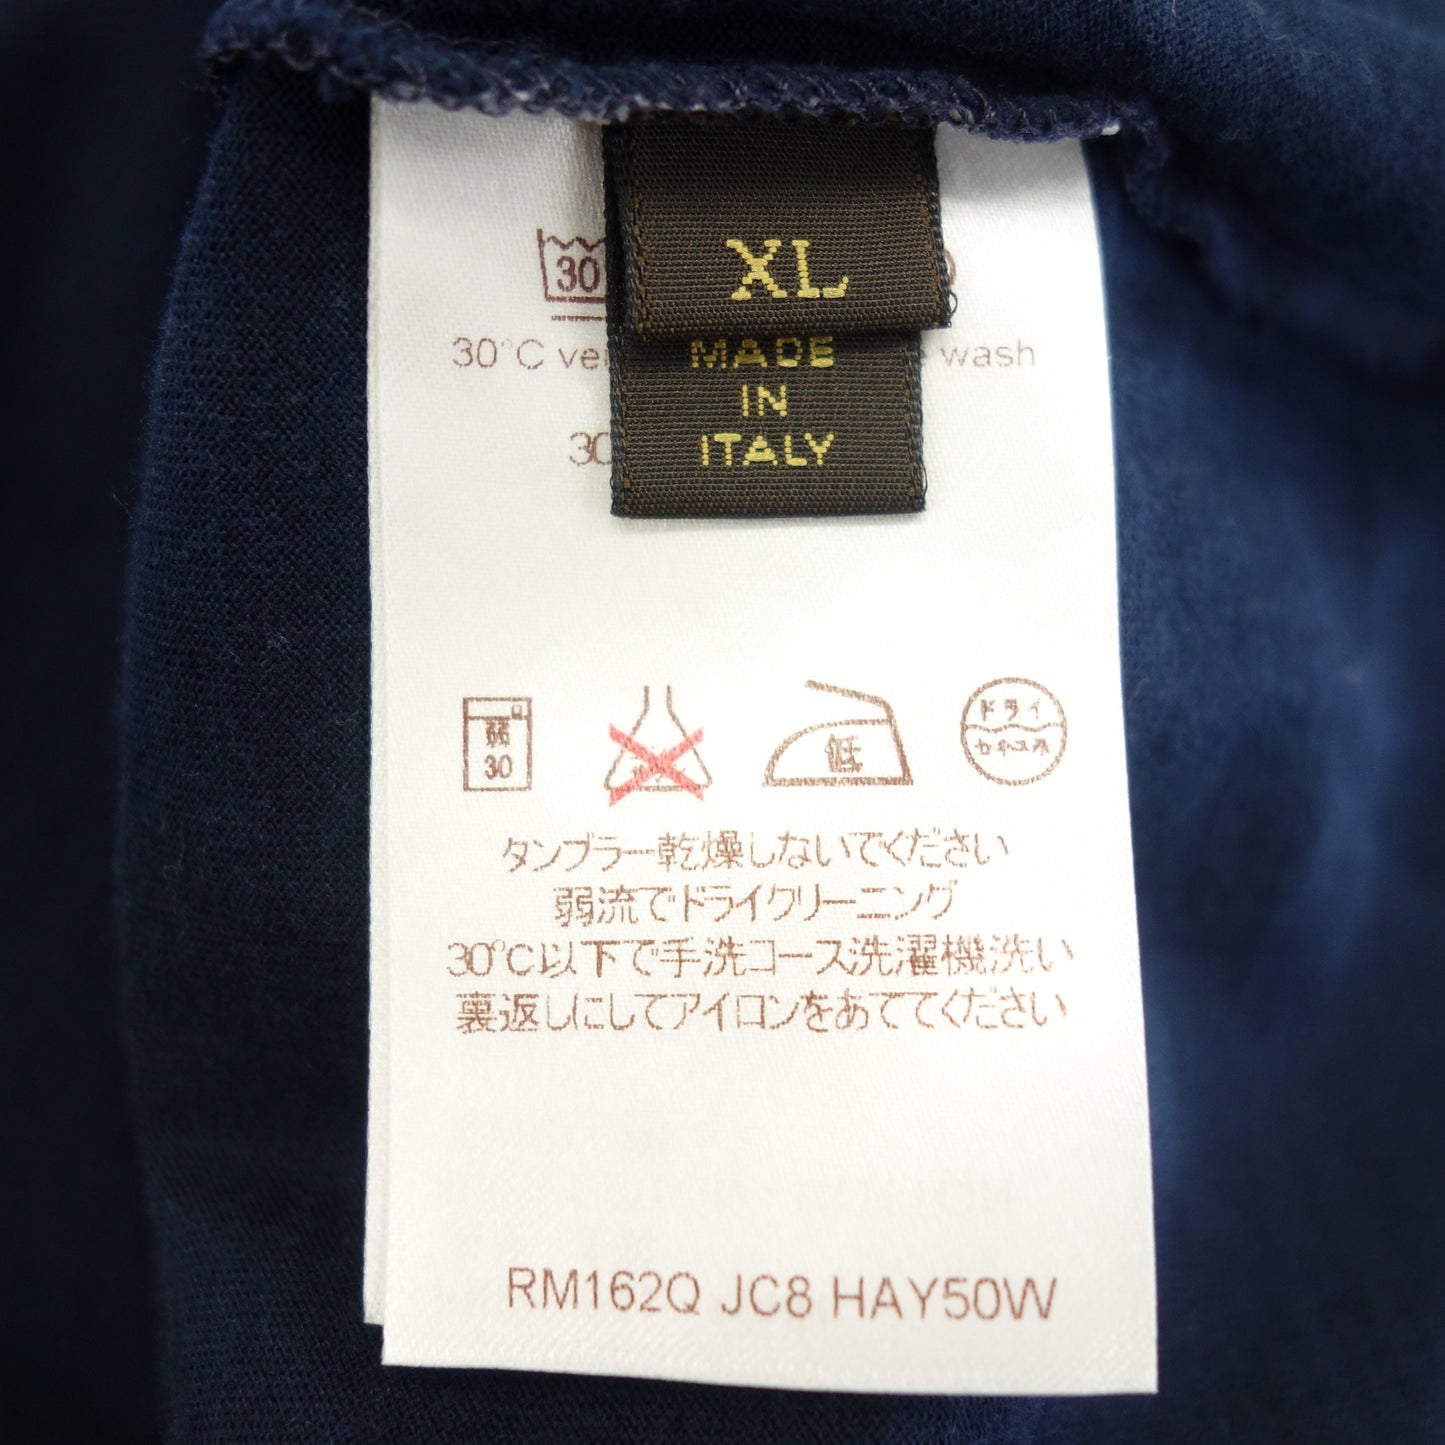 XL
MADE
IN
ITALY
30
30°C wash
30
弱
30
低
ドライ
セキユ系
タンブラー乾燥しないでください
弱流でドライクリーニング
30℃以下で手洗コース洗濯機洗い
裏返しにしてアイロンをあててください
RM162Q JC8 HAY50W